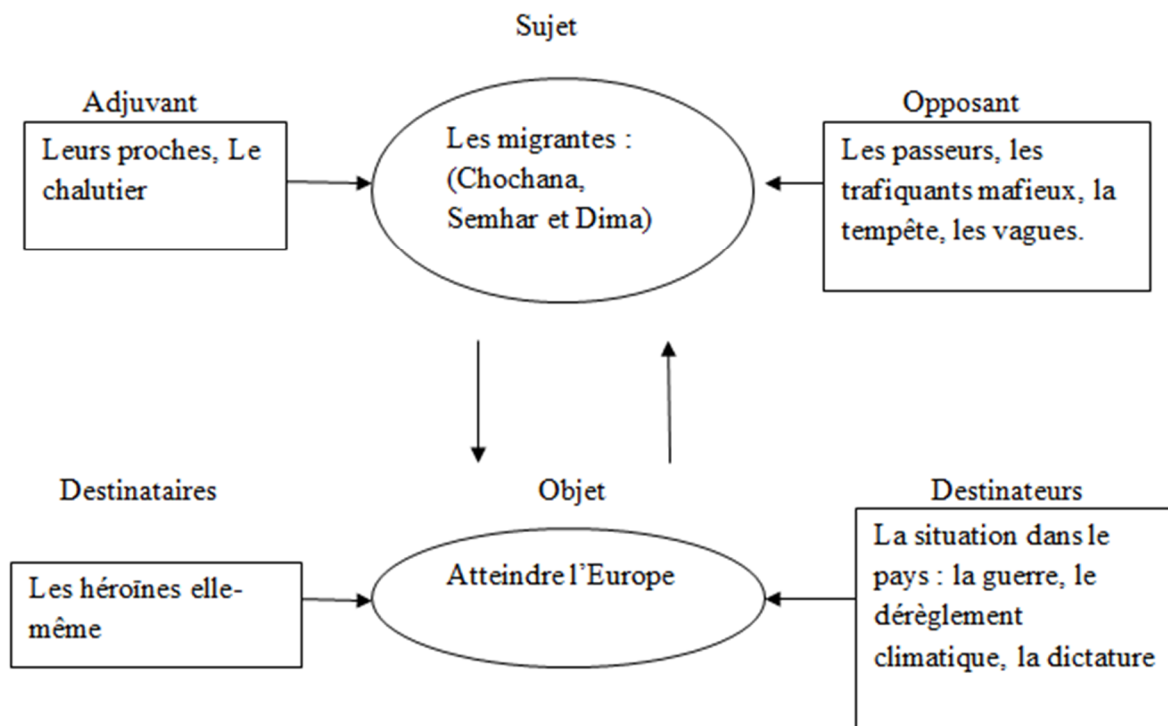 Sujet
Adjuvant
Leurs proches, Le
chalutier
Les migrantes :
(Chochana,
Semhar et Dima)
Opposant
Les passeurs, les
trafiquants mafieux, la
tempête, les vagues.
Destinataires
Les héroïnes elle-
même
Objet
Atteindre l’Europe
Destinateurs
La situation dans le
pays : la guerre, le
dérèglement
climatique, la dictature